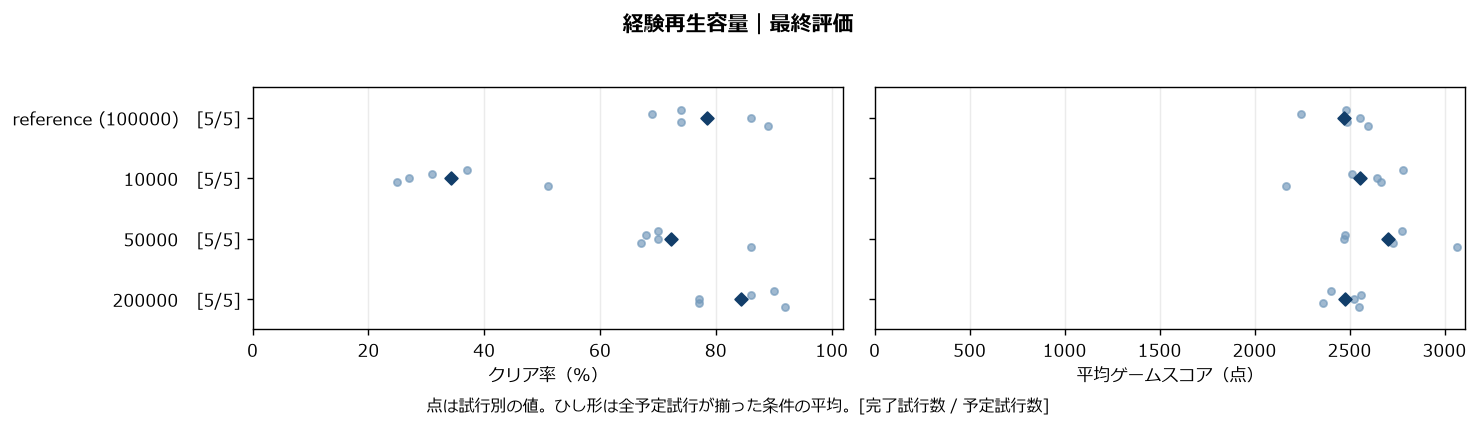 経験再生容量｜最終評価
reference (100000) [5/5]
10000 [5/5]
50000 [5/5]
200000 [5/5]
0 20 40 60 80 100
0 500 1000 1500 2000 2500 3000
クリア率（%）
平均ゲームスコア（点）
点は試行別の値。ひし形は全予定試行が揃った条件の平均。[完了試行数 / 予定試行数]